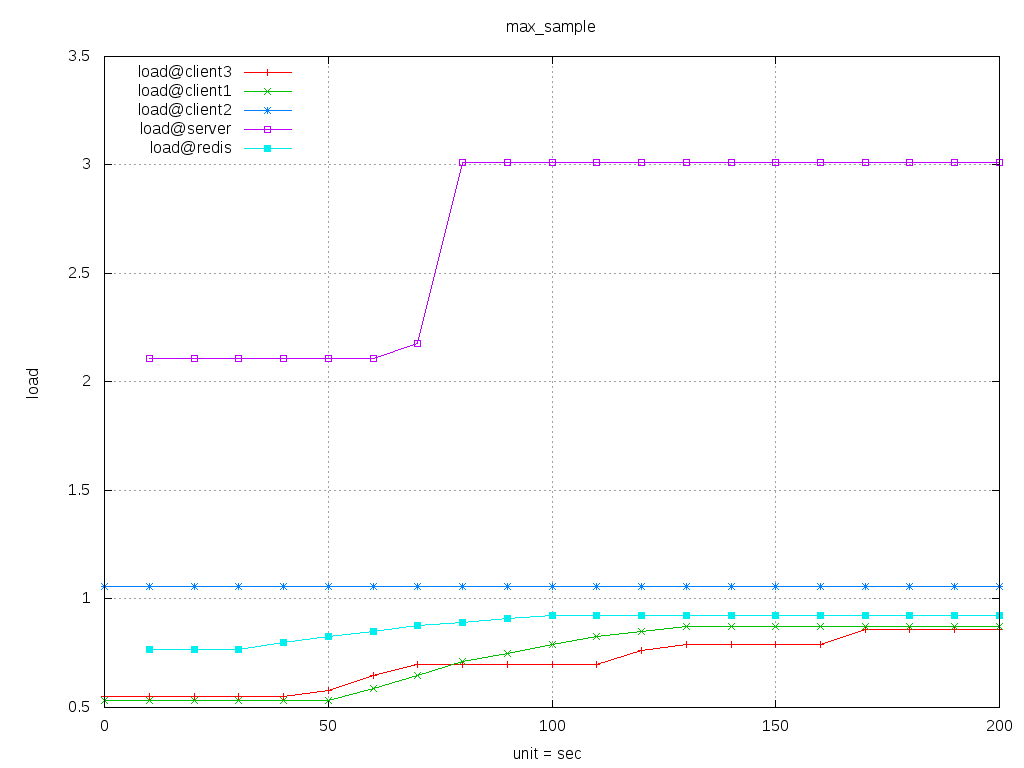 max_sample
3.5
load@client3
load@client1
load@client2
load@server
load@redis
3
2.5
2
load
1.5
1
0.5
0 50 100 150 200
unit = sec